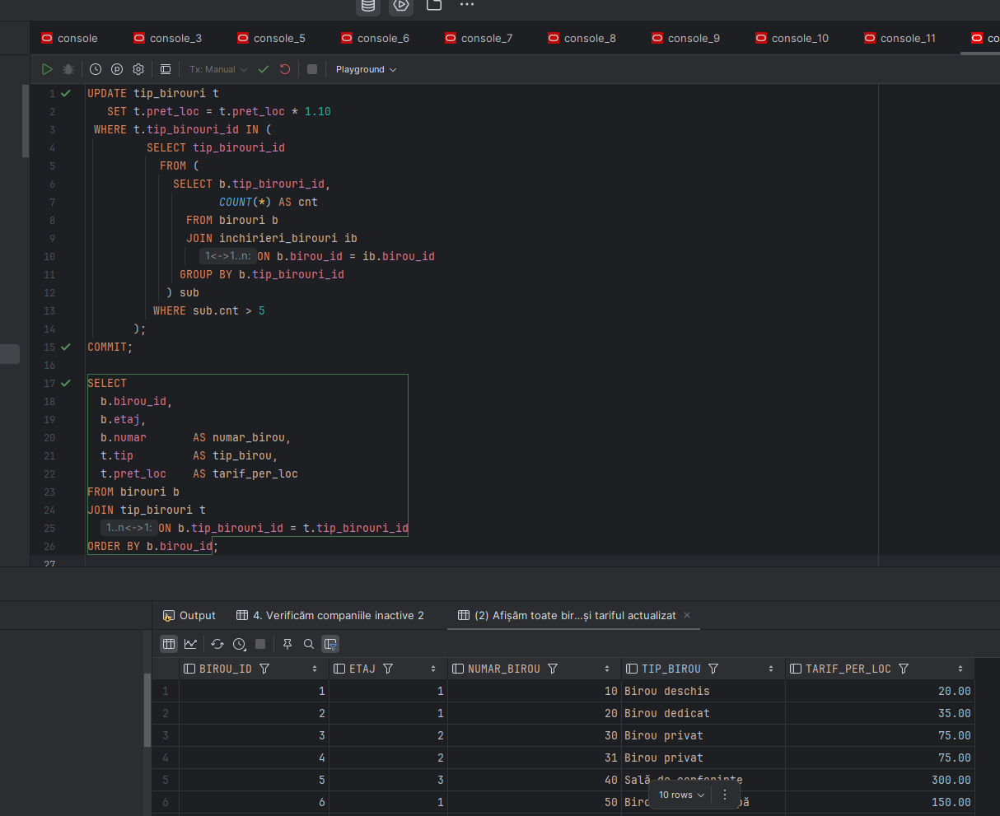 console console_3 console_5 console_6 console_7 console_8 console_9 console_10 console_11 co
Tx: Manual Playground
1 UPDATE tip_birouri t
2 SET t.pret_loc = t.pret_loc * 1.10
3 WHERE t.tip_birouri_id IN (
4 SELECT tip_birouri_id
5 FROM (
6 SELECT b.tip_birouri_id,
7 COUNT(*) AS cnt
8 FROM birouri b
9 JOIN inchirieri_birouri ib
10 1<->1..n: ON b.birou_id = ib.birou_id
11 GROUP BY b.tip_birouri_id
12 ) sub
13 WHERE sub.cnt > 5
14 );
15 COMMIT;
16
17 SELECT
18 b.birou_id,
19 b.etaj,
20 b.numar AS numar_birou,
21 t.tip AS tip_birou,
22 t.pret_loc AS tarif_per_loc
23 FROM birouri b
24 JOIN tip_birouri t
25 1..n<->1: ON b.tip_birouri_id = t.tip_birouri_id
26 ORDER BY b.birou_id;
27
Output 4. Verificăm companiile inactive 2 (2) Afișăm toate bir...și tariful actualizat
BIROU_ID ETAJ NUMAR_BIROU TIP_BIROU TARIF_PER_LOC
1 1 1 10 Birou deschis 20.00
2 2 1 20 Birou dedicat 35.00
3 3 2 30 Birou privat 75.00
4 4 2 31 Birou privat 75.00
5 5 3 40 Sală de conferințe 300.00
6 6 1 50 150.00
10 rows